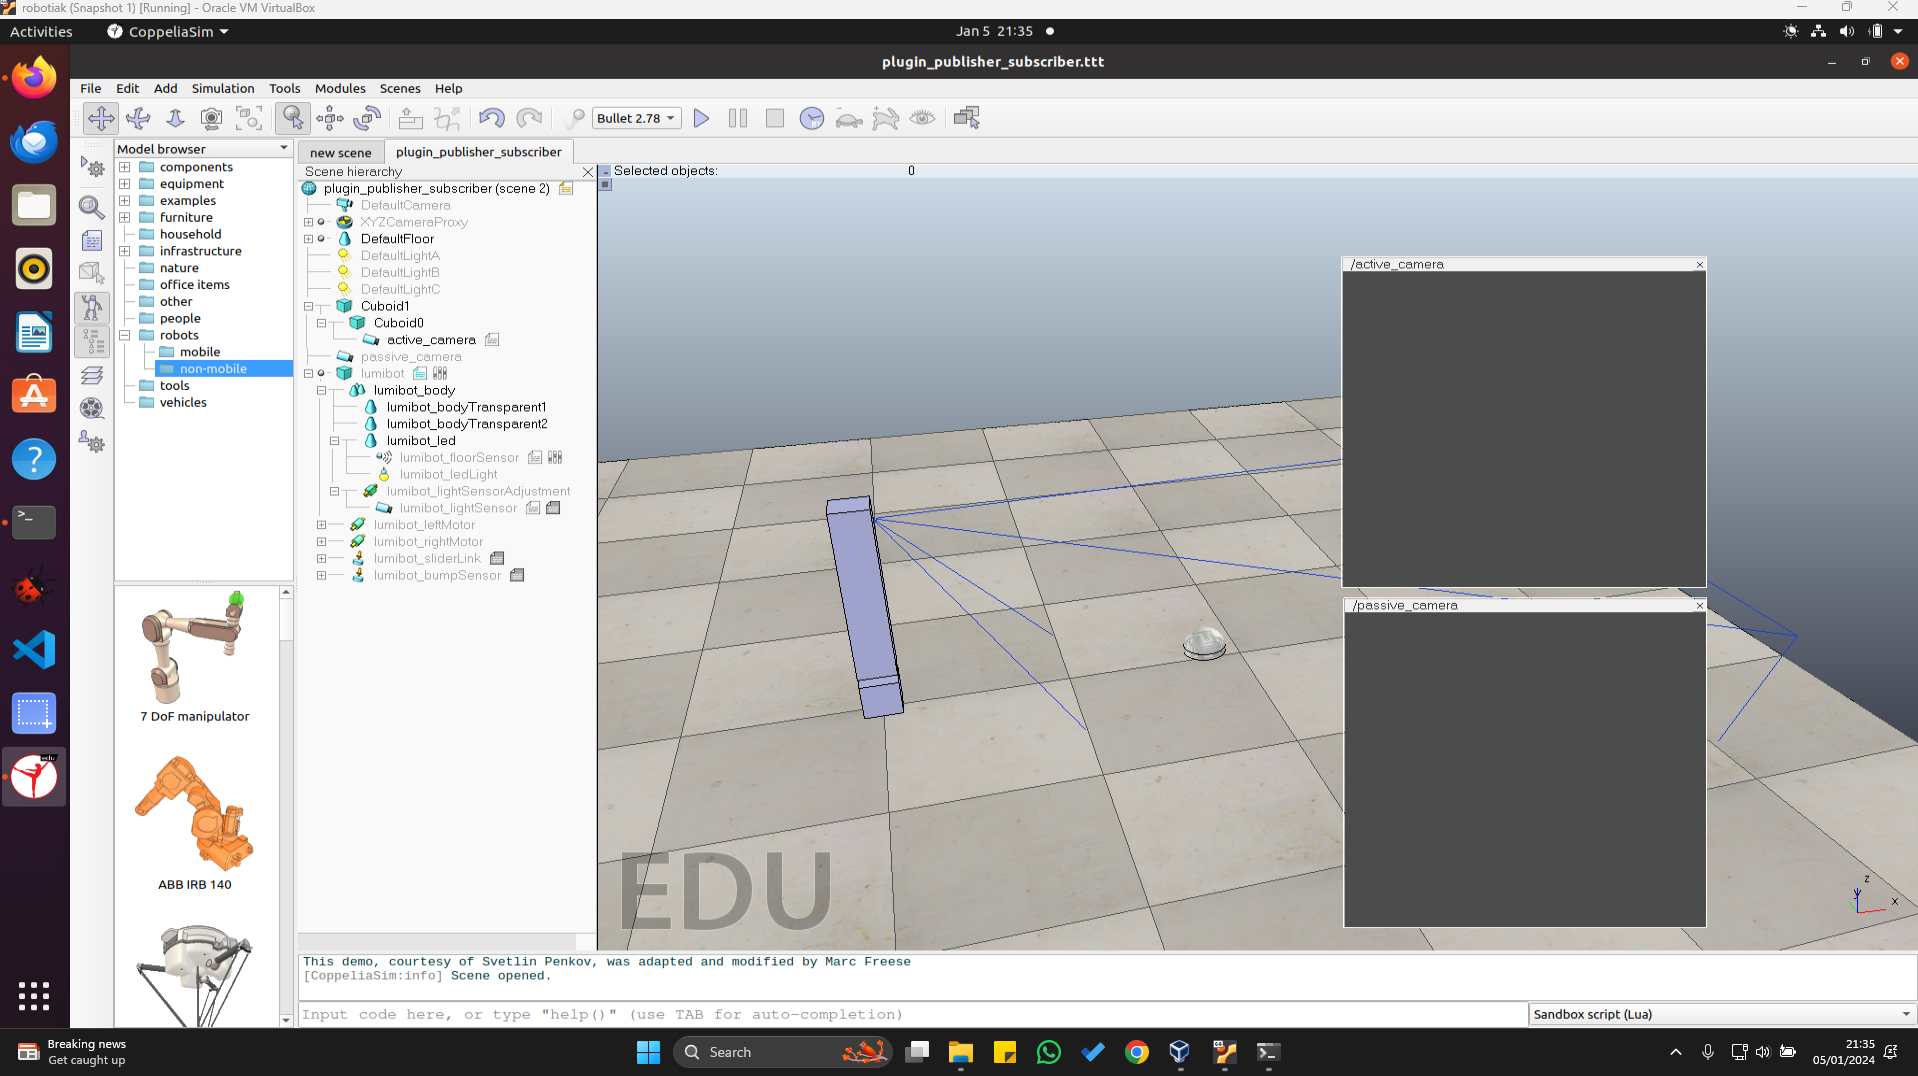 robotiak (Snapshot 1) [Running] - Oracle VM VirtualBox
Activities
CoppeliaSim
Jan 5 21:35
plugin_publisher_subscriber.ttt
File Edit Add Simulation Tools Modules Scenes Help
Bullet 2.78
Model browser
components
equipment
examples
furniture
household
infrastructure
nature
office items
other
people
robots
mobile
non-mobile
tools
vehicles
7 DoF manipulator
ABB IRB 140
new scene
plugin_publisher_subscriber
Scene hierarchy
plugin_publisher_subscriber (scene 2)
DefaultCamera
XYZCameraProxy
DefaultFloor
DefaultLightA
DefaultLightB
DefaultLightC
Cuboid1
Cuboid0
active_camera
passive_camera
lumibot
lumibot_body
lumibot_bodyTransparent1
lumibot_bodyTransparent2
lumibot_led
lumibot_floorSensor
lumibot_ledLight
lumibot_lightSensorAdjustment
lumibot_lightSensor
lumibot_leftMotor
lumibot_rightMotor
lumibot_sliderLink
lumibot_bumpSensor
Selected objects: 0
/active_camera
/passive_camera
EDU
z
y
x
This demo, courtesy of Svetlin Penkov, was adapted and modified by Marc Freese
[CoppeliaSim:info] Scene opened.
Input code here, or type "help()" (use TAB for auto-completion)
Sandbox script (Lua)
edu
Breaking news
Get caught up
Search
21:35
05/01/2024